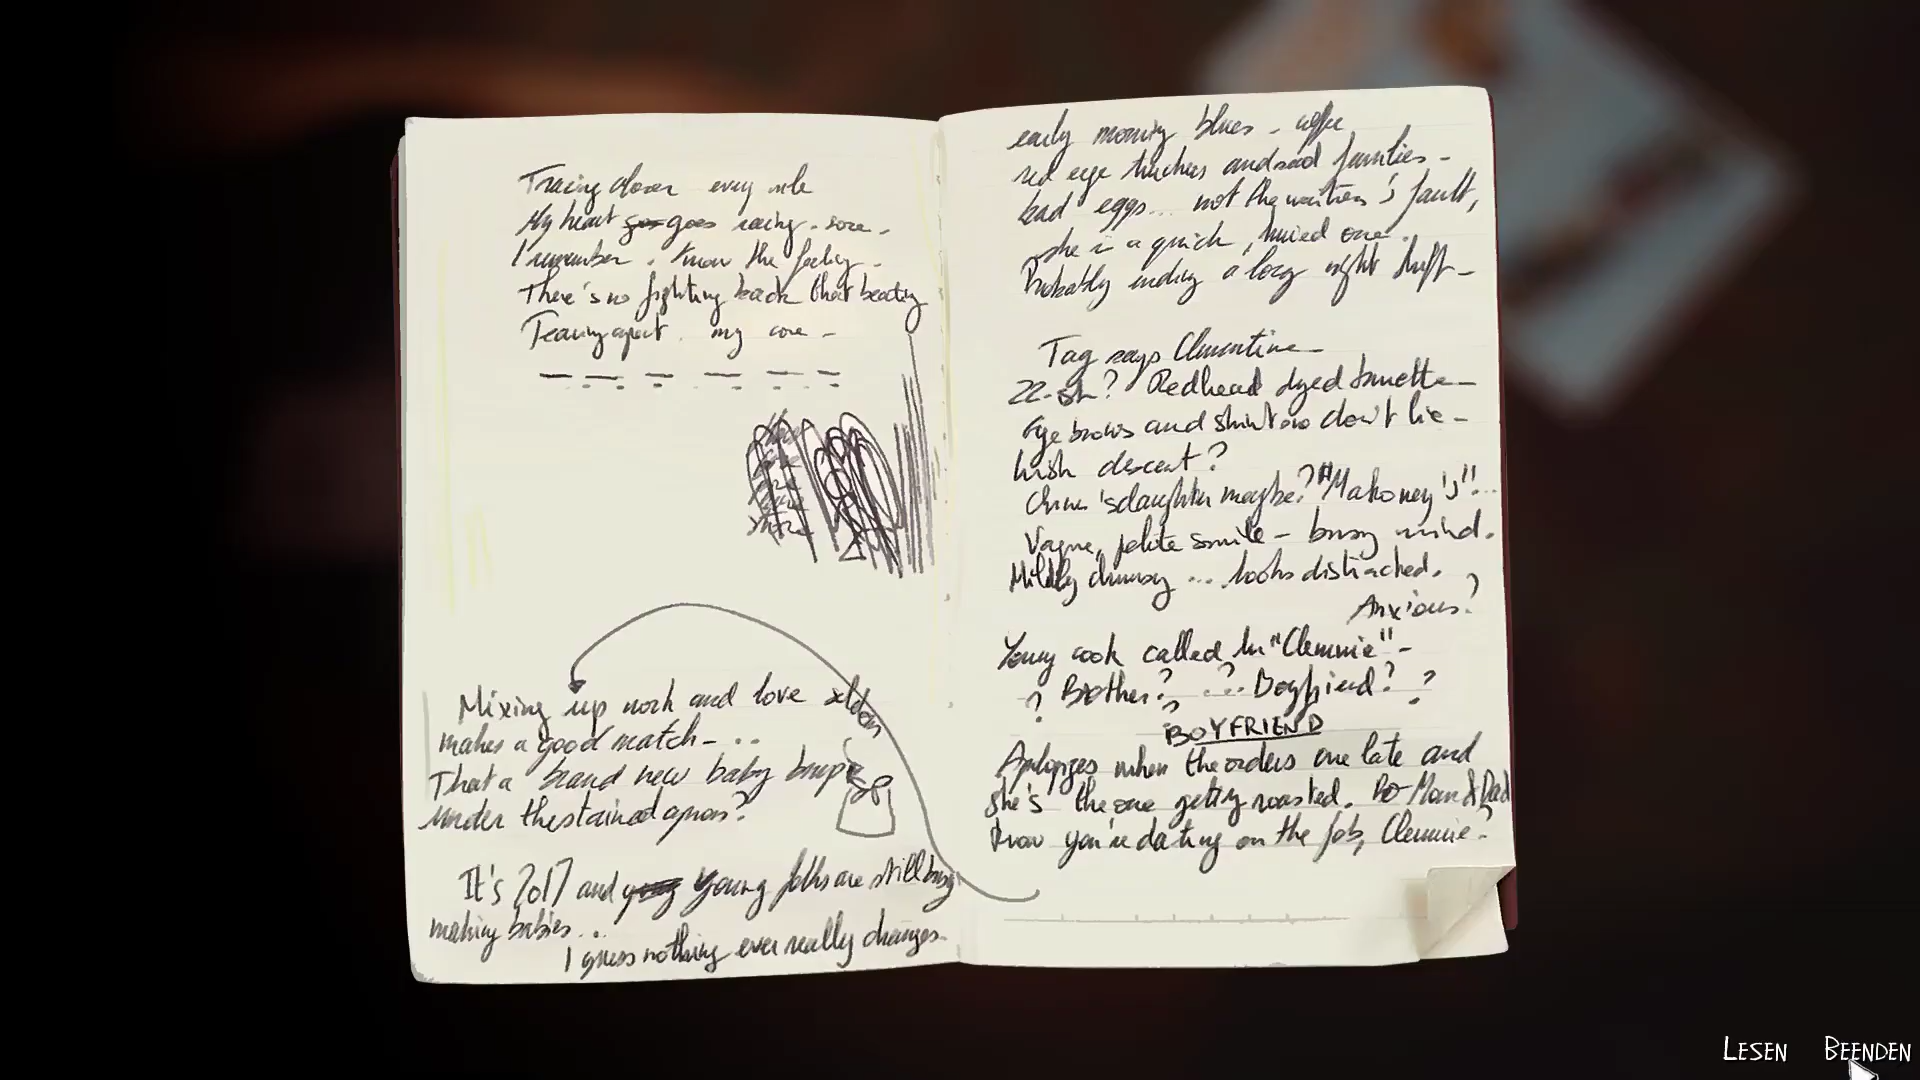 Tracing closer every mile
My heart goes goes racing. sore.
I remember. Know the feeling.
There's no fighting back that beating
Tearing apart. my core -
Mixing up work and love seldom
makes a good match - ...
That a brand new baby bump
under the stained apron?
It's 2017 and young young folks are still busy
making babies...
I guess nothing ever really changes.
early morning blues - coffee
red eye truckers and sad families -
bad eggs... not the waitress's fault,
she is a quick, one.
Probably ending a long night shift -
Tag says Clementine -
22-ish? Redhead dyed brunette -
Eye brows and skin too don't lie -
Irish descent?
Owner's daughter maybe? "Mahoney's"...
Vague, polite smile - busy mind.
Mildly clumsy ... looks distracted.
Anxious?
Young cook called her "Clemmie" -
? Brother? ...? Boyfriend? ?
BOYFRIEND
Apologizes when the orders are late and
she's the one getting roasted. Do Mom & Dad
know you're dating on the job, Clemmie?
LESEN BEENDEN